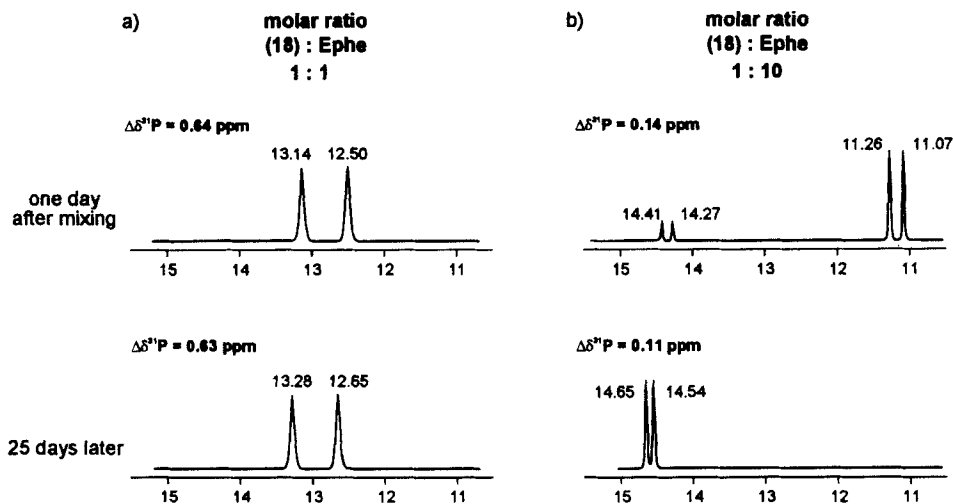 a)
molar ratio
(18) : Ephe
1 : 1
b)
molar ratio
(18) : Ephe
1 : 10
one day
after mixing
Δδ³¹P = 0.64 ppm
13.14 12.50
15 14 13 12 11
Δδ³¹P = 0.14 ppm
14.41 14.27
11.26 11.07
15 14 13 12 11
25 days later
Δδ³¹P = 0.63 ppm
13.28 12.65
15 14 13 12 11
Δδ³¹P = 0.11 ppm
14.65 14.54
15 14 13 12 11